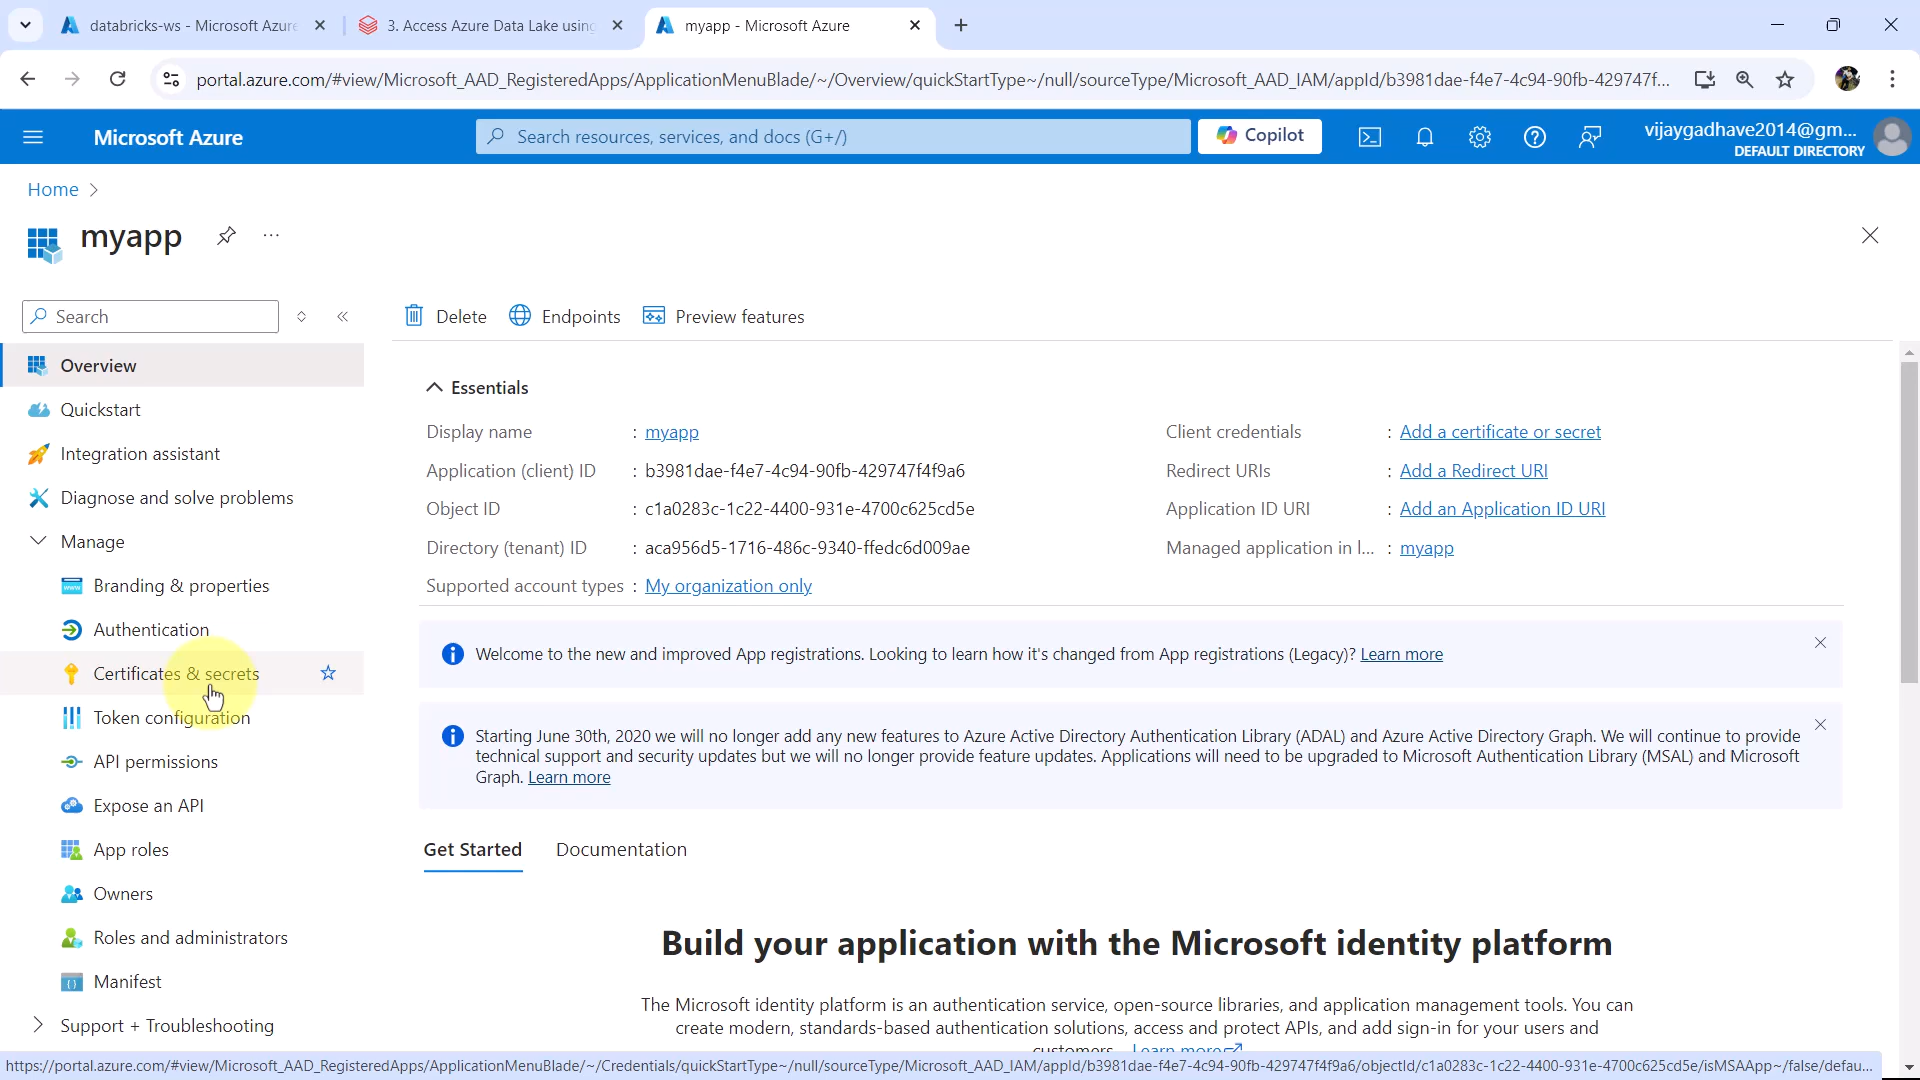 databricks-ws - Microsoft Azure
3. Access Azure Data Lake using
myapp - Microsoft Azure
portal.azure.com/#view/Microsoft_AAD_RegisteredApps/ApplicationMenuBlade/~/Overview/quickStartType~/null/sourceType/Microsoft_AAD_IAM/appId/b3981dae-f4e7-4c94-90fb-429747f...
Microsoft Azure
Search resources, services, and docs (G+/)
Copilot
vijaygadhave2014@gm...
DEFAULT DIRECTORY
Home
myapp
Search
Delete
Endpoints
Preview features
Overview
Quickstart
Integration assistant
Diagnose and solve problems
Manage
Branding & properties
Authentication
Certificates & secrets
Token configuration
API permissions
Expose an API
App roles
Owners
Roles and administrators
Manifest
Support + Troubleshooting
Essentials
Display name : myapp
Application (client) ID : b3981dae-f4e7-4c94-90fb-429747f4f9a6
Object ID : c1a0283c-1c22-4400-931e-4700c625cd5e
Directory (tenant) ID : aca956d5-1716-486c-9340-ffedc6d009ae
Supported account types : My organization only
Client credentials : Add a certificate or secret
Redirect URIs : Add a Redirect URI
Application ID URI : Add an Application ID URI
Managed application in l... : myapp
Welcome to the new and improved App registrations. Looking to learn how it's changed from App registrations (Legacy)? Learn more
Starting June 30th, 2020 we will no longer add any new features to Azure Active Directory Authentication Library (ADAL) and Azure Active Directory Graph. We will continue to provide
technical support and security updates but we will no longer provide feature updates. Applications will need to be upgraded to Microsoft Authentication Library (MSAL) and Microsoft
Graph. Learn more
Get Started
Documentation
Build your application with the Microsoft identity platform
The Microsoft identity platform is an authentication service, open-source libraries, and application management tools. You can
create modern, standards-based authentication solutions, access and protect APIs, and add sign-in for your users and
customers. Learn more
https://portal.azure.com/#view/Microsoft_AAD_RegisteredApps/ApplicationMenuBlade/~/Credentials/quickStartType~/null/sourceType/Microsoft_AAD_IAM/appId/b3981dae-f4e7-4c94-90fb-429747f4f9a6/objectId/c1a0283c-1c22-4400-931e-4700c625cd5e/isMSAApp~/false/defau...